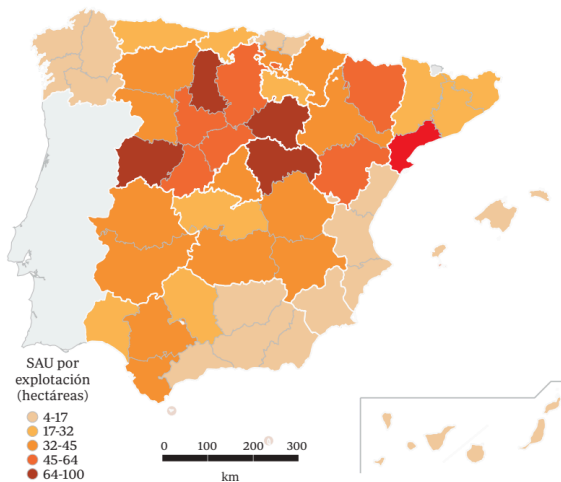 SAU por
explotación
(hectáreas)
4-17
17-32
32-45
45-64
64-100
0 100 200 300
km